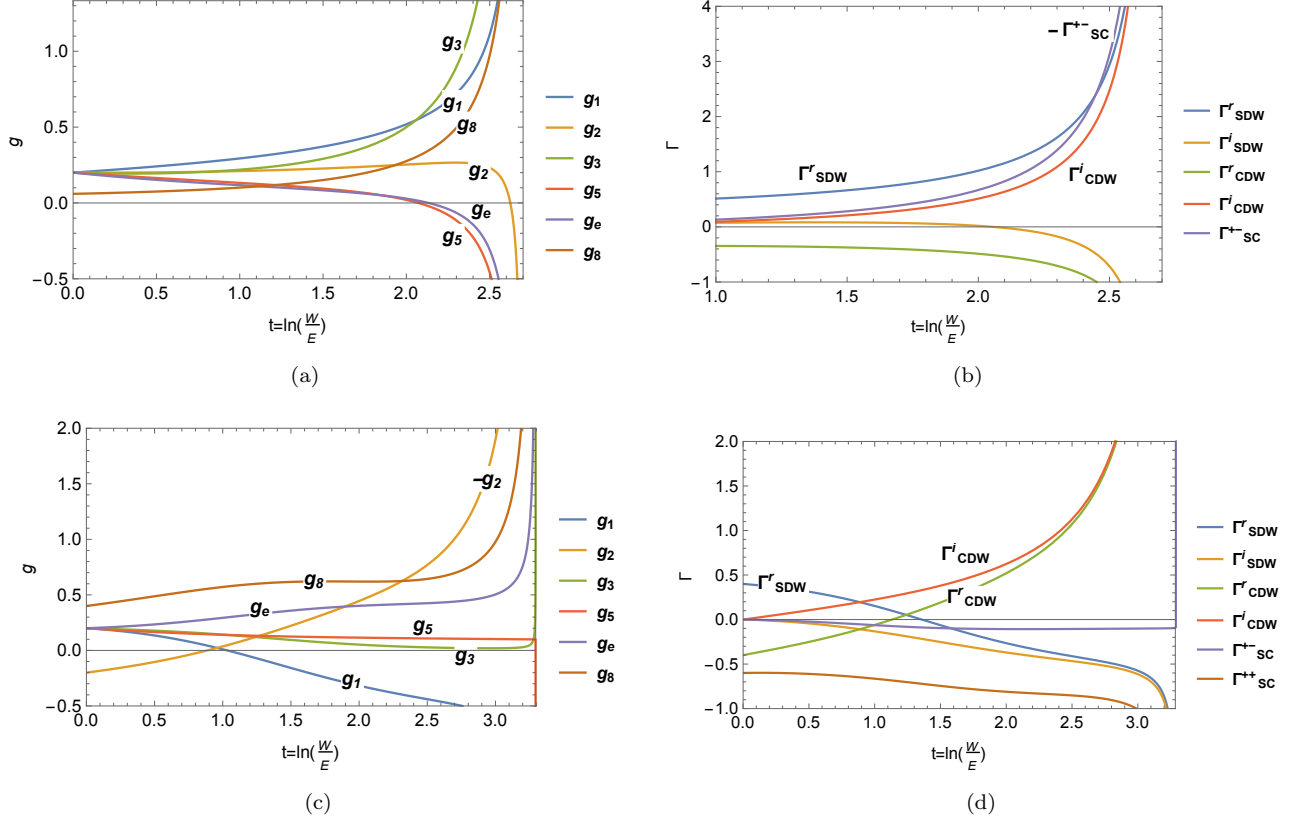 g
1.0
0.5
0.0
−0.5
0.0 0.5 1.0 1.5 2.0 2.5
t=ln(W/E)
g3
g1
g8
g2
ge
g5
g1
g2
g3
g5
ge
g8
(a)
Γ
4
3
2
1
0
−1
1.0 1.5 2.0 2.5
t=ln(W/E)
−Γ+−SC
ΓrSDW
ΓiCDW
ΓrSDW
ΓiSDW
ΓrCDW
ΓiCDW
Γ+−SC
(b)
g
2.0
1.5
1.0
0.5
0.0
−0.5
0.0 0.5 1.0 1.5 2.0 2.5 3.0
t=ln(W/E)
−g2
g8
ge
g5
g3
g1
g1
g2
g3
g5
ge
g8
(c)
Γ
2.0
1.5
1.0
0.5
0.0
−0.5
−1.0
0.0 0.5 1.0 1.5 2.0 2.5 3.0
t=ln(W/E)
ΓiCDW
ΓrSDW
ΓrCDW
ΓrSDW
ΓiSDW
ΓrCDW
ΓiCDW
Γ+−SC
Γ++SC
(d)